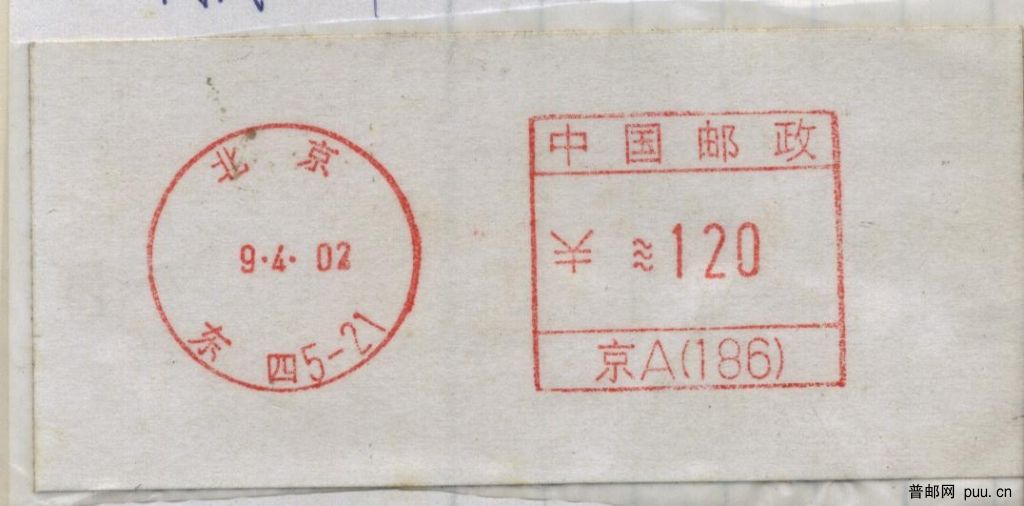 北京
9·4·02
东四5-21
中国邮政
¥ ≋120
京A(186)
普邮网 puu.cn